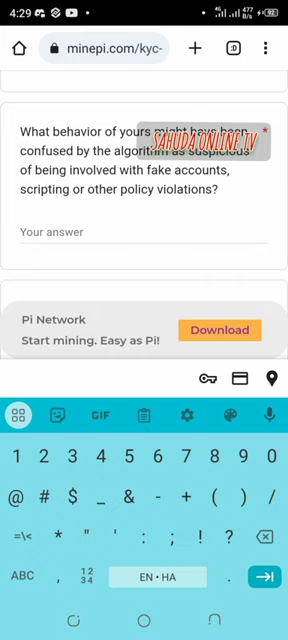 4:29
4G 477 B/s 92
minepi.com/kyc-
:D
What behavior of yours might have been *
SAHUDA ONLINE TV
confused by the algorithm as suspicious
of being involved with fake accounts,
scripting or other policy violations?
Your answer
Pi Network
Start mining. Easy as Pi!
Download
GIF
1 2 3 4 5 6 7 8 9 0
@ # $ _ & - + ( ) /
=\< * " ' : ; ! ?
ABC , 12 34 EN • HA .